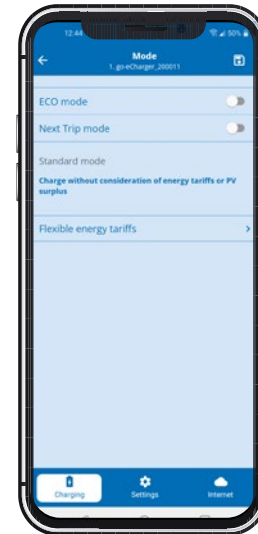 12:44 50%
Mode
1. go-eCharger_200011
ECO mode
Next Trip mode
Standard mode
Charge without consideration of energy tariffs or PV
surplus
Flexible energy tariffs
Charging Settings Internet